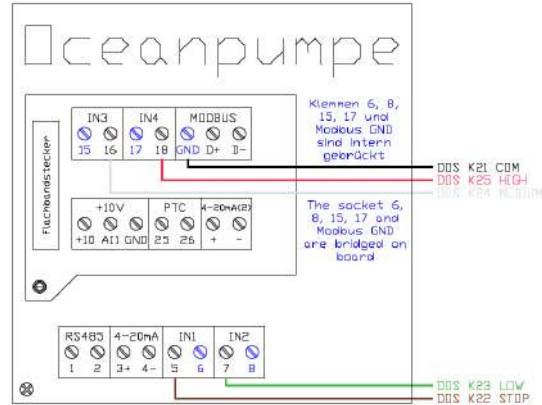 Oceanpumpe
Klemmen 6, 8,
15, 17 und
Modbus GND
sind intern
gebrückt
Flachbandstecker
IN3 IN4 MODBUS
15 16 17 18 GND D+ D-
DOS K21 COM
DOS K25 HIGH
DOS K24 MEDIUM
+10V PTC 4-20mA(2)
+10 AI1 GND 25 26 + -
The socket 6,
8, 15, 17 and
Modbus GND
are bridged on
board
RS485 4-20mA IN1 IN2
1 2 3+ 4- 5 6 7 8
DOS K23 LOW
DOS K22 STOP